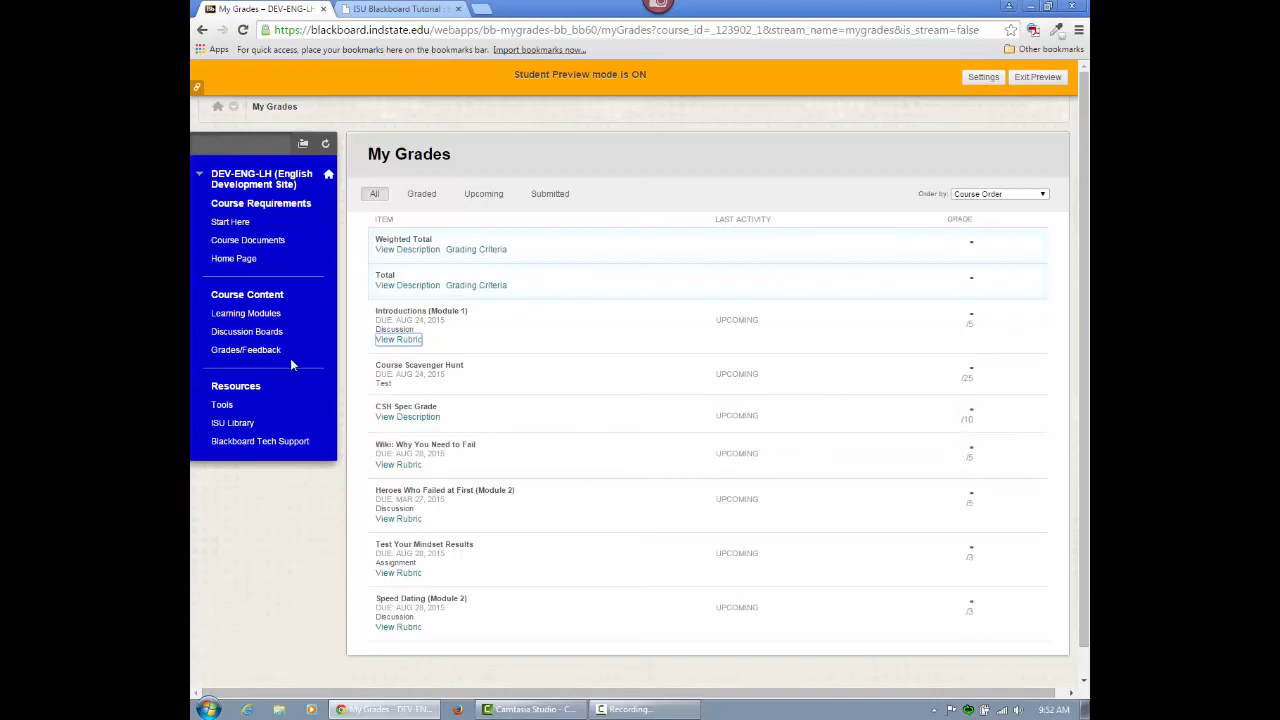 My Grades – DEV-ENG-LH
ISU Blackboard Tutorial :
https://blackboard.indstate.edu/webapps/bb-mygrades-bb_bb60/myGrades?course_id=_123902_1&stream_name=mygrades&is_stream=false
Apps For quick access, place your bookmarks here on the bookmarks bar. Import bookmarks now... Other bookmarks
Student Preview mode is ON
Settings Exit Preview
My Grades
DEV-ENG-LH (English
Development Site)
Course Requirements
Start Here
Course Documents
Home Page
Course Content
Learning Modules
Discussion Boards
Grades/Feedback
Resources
Tools
ISU Library
Blackboard Tech Support
My Grades
All Graded Upcoming Submitted Order by: Course Order
ITEM LAST ACTIVITY GRADE
Weighted Total -
View Description Grading Criteria
Total -
View Description Grading Criteria
Introductions (Module 1) -
DUE: AUG 24, 2015 UPCOMING /5
Discussion
View Rubric
Course Scavenger Hunt -
DUE: AUG 24, 2015 UPCOMING /25
Test
CSH Spec Grade -
View Description UPCOMING /10
Wiki: Why You Need to Fail -
DUE: AUG 28, 2015 UPCOMING /5
View Rubric
Heroes Who Failed at First (Module 2) -
DUE: MAR 27, 2015 UPCOMING /5
Discussion
View Rubric
Test Your Mindset Results -
DUE: AUG 28, 2015 UPCOMING /3
Assignment
View Rubric
Speed Dating (Module 2) -
DUE: AUG 28, 2015 UPCOMING /3
Discussion
View Rubric
My Grades – DEV-EN... Camtasia Studio - C... Recording... 9:52 AM